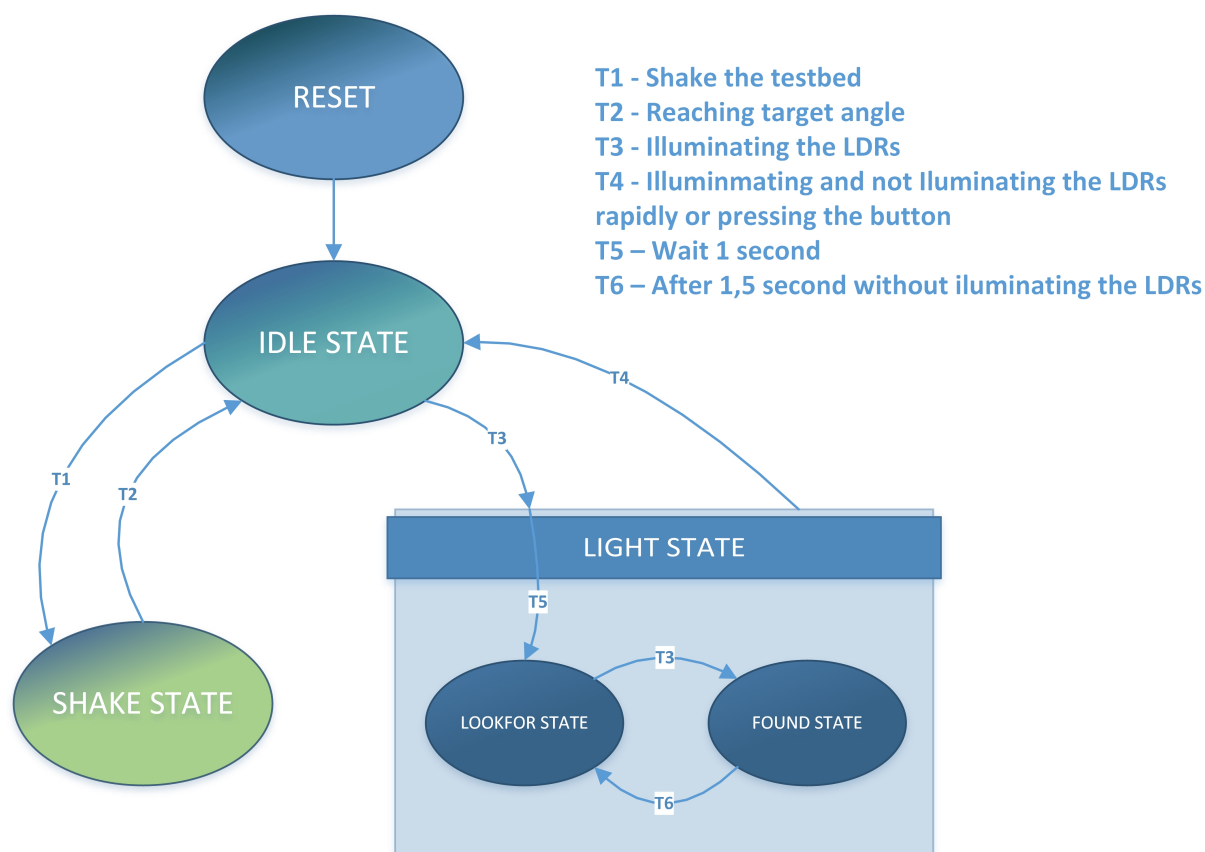 RESET
T1 - Shake the testbed
T2 - Reaching target angle
T3 - Illuminating the LDRs
T4 - Illuminmating and not Iluminating the LDRs
rapidly or pressing the button
T5 – Wait 1 second
T6 – After 1,5 second without iluminating the LDRs
IDLE STATE
T4
T3
T1
T2
LIGHT STATE
T5
T3
SHAKE STATE
LOOKFOR STATE
FOUND STATE
T6